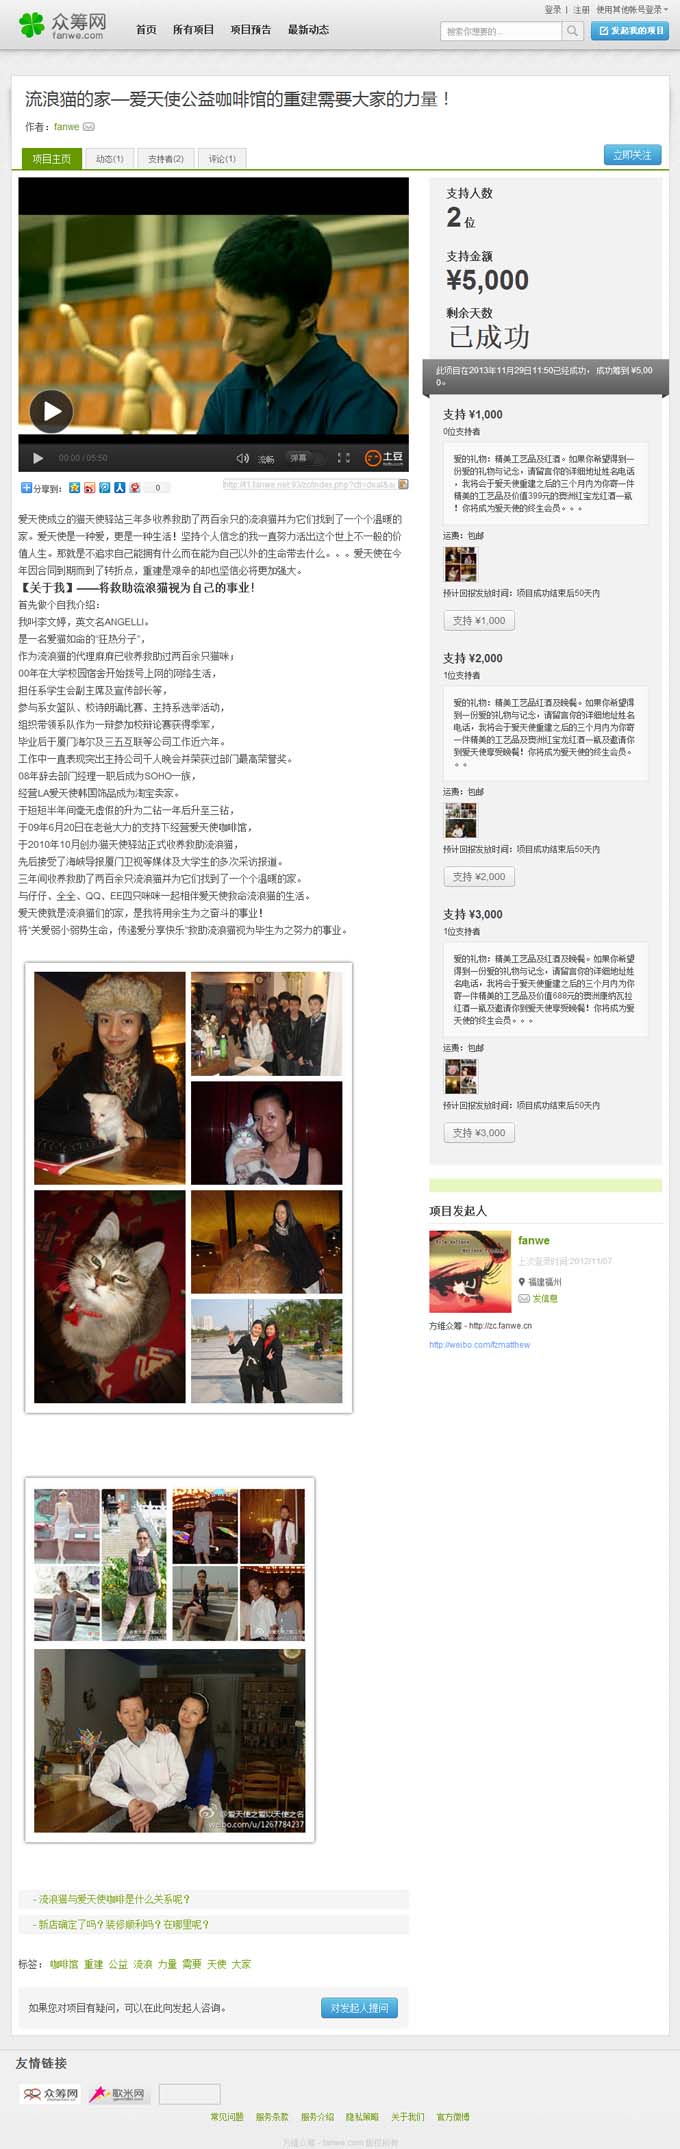 众筹网
fanwe.com
首页 所有项目 项目预告 最新动态
登录 | 注册 使用其他帐号登录
搜索你想要的...
发起我的项目
流浪猫的家—爱天使公益咖啡馆的重建需要大家的力量！
作者：fanwe
项目主页 动态(1) 支持者(2) 评论(1)
立即关注
00:00 / 05:50 流畅 弹幕 土豆
分享到： 0
爱天使成立的猫天使驿站三年多收养救助了两百余只的流浪猫并为它们找到了一个个温暖的
家。爱天使是一种爱，更是一种生活！坚持个人信念的我一直努力活出这个世上不一般的价
值人生。那就是不追求自己能拥有什么而在能为自己以外的生命带去什么。。。爱天使在今
年因合同到期而到了转折点，重建是艰辛的却也坚信必将更加强大。
【关于我】——将救助流浪猫视为自己的事业！
首先做个自我介绍：
我叫李文婷，英文名ANGELLI。
是一名爱猫如命的“狂热分子”，
作为流浪猫的代理麻麻已收养救助过两百余只猫咪；
00年在大学校园宿舍开始拨号上网的网络生活，
担任系学生会副主席及宣传部长等，
参与系女篮队、校诗朗诵比赛、主持系选举活动，
组织带领系队作为一辩参加校辩论赛获得季军，
毕业后于厦门海尔及三五互联等公司工作近六年。
工作中一直表现突出主持公司千人晚会并荣获过部门最高荣誉奖。
08年辞去部门经理一职后成为SOHO一族，
经营LA爱天使韩国饰品成为淘宝卖家。
于短短半年间毫无虚假的升为二钻一年后升至三钻，
于09年6月20日在老爸大力的支持下经营爱天使咖啡馆，
于2010年10月创办猫天使驿站正式收养救助流浪猫，
先后接受了海峡导报厦门卫视等媒体及大学生的多次采访报道。
三年间收养救助了两百余只流浪猫并为它们找到了一个个温暖的家。
与仔仔、全全、QQ、EE四只咪咪一起相伴爱天使救命流浪猫的生活。
爱天使就是流浪猫们的家，是我将用余生为之奋斗的事业！
将“关爱弱小弱势生命，传递爱分享快乐”救助流浪猫视为毕生为之努力的事业。
@爱天使之爱以天使之名
weibo.com/u/1267784237
- 流浪猫与爱天使咖啡是什么关系呢？
- 新店确定了吗？装修顺利吗？在哪里呢？
标签： 咖啡馆 重建 公益 流浪 力量 需要 天使 大家
如果您对项目有疑问，可以在此向发起人咨询。
对发起人提问
支持人数
2 位
支持金额
¥5,000
剩余天数
已成功
此项目在2013年11月29日11:50已经成功，成功筹到 ¥5,00
0。
支持 ¥1,000
0位支持者
爱的礼物：精美工艺品及红酒。如果你希望得到一
份爱的礼物与记念，请留言你的详细地址姓名电话
，我将会于爱天使重建之后的三个月内为你寄一件
精美的工艺品及价值399元的澳洲红宝龙红酒一瓶
！你将成为爱天使的终生会员。。。
运费：包邮
预计回报发放时间：项目成功结束后50天内
支持 ¥1,000
支持 ¥2,000
1位支持者
爱的礼物：精美工艺品红酒及晚餐。如果你希望得
到一份爱的礼物与记念，请留言你的详细地址姓名
电话，我将会于爱天使重建之后的三个月内为你寄
一件精美的工艺品及澳洲红宝龙红酒一瓶及邀请你
到爱天使享受晚餐！你将成为爱天使的终生会员。
。。
运费：包邮
预计回报发放时间：项目成功结束后50天内
支持 ¥2,000
支持 ¥3,000
1位支持者
爱的礼物：精美工艺品及红酒及晚餐。如果你希望
得到一份爱的礼物与记念，请留言你的详细地址姓
名电话，我将会于爱天使重建之后的三个月内为你
寄一件精美的工艺品及价值688元的澳洲康纳瓦拉
红酒一瓶及邀请你到爱天使享受晚餐！你将成为爱
天使的终生会员。。。
运费：包邮
预计回报发放时间：项目成功结束后50天内
支持 ¥3,000
项目发起人
fanwe
上次登录时间:2012/11/07
福建福州
发信息
方维众筹 - http://zc.fanwe.cn
http://weibo.com/fzmatthew
友情链接
众筹网 歌米网
常见问题 服务条款 服务介绍 隐私策略 关于我们 官方微博
方维众筹 - fanwe.com 版权所有